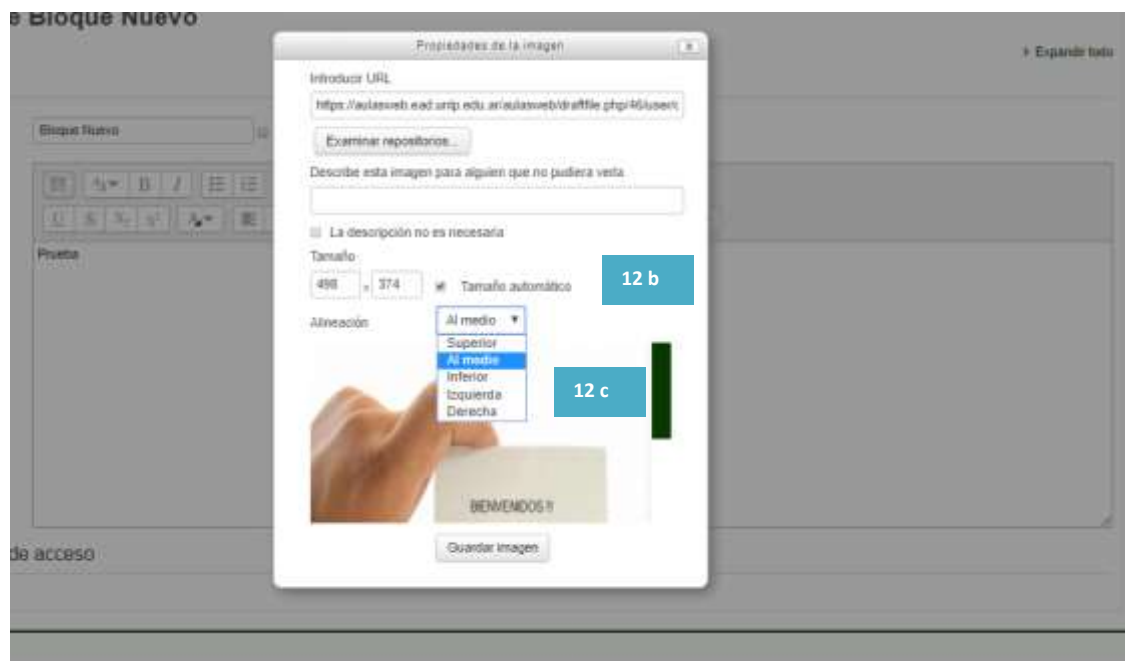 e Bloque Nuevo
Propiedades de la imagen
Expandir todo
Introducir URL
https://aulasweb.ead.unlp.edu.ar/aulasweb/draftfile.php/46/user/
Bloque Nuevo
Examinar repositorios...
Describe esta imagen para alguien que no pudiera verla
B I
U S X₂ x²
La descripción no es necesaria
Prueba
Tamaño
498 x 374 Tamaño automático
12 b
Alineación
Al medio
Superior
Al medio
Inferior
Izquierda
Derecha
12 c
BIENVENIDOS !!
Guardar imagen
de acceso